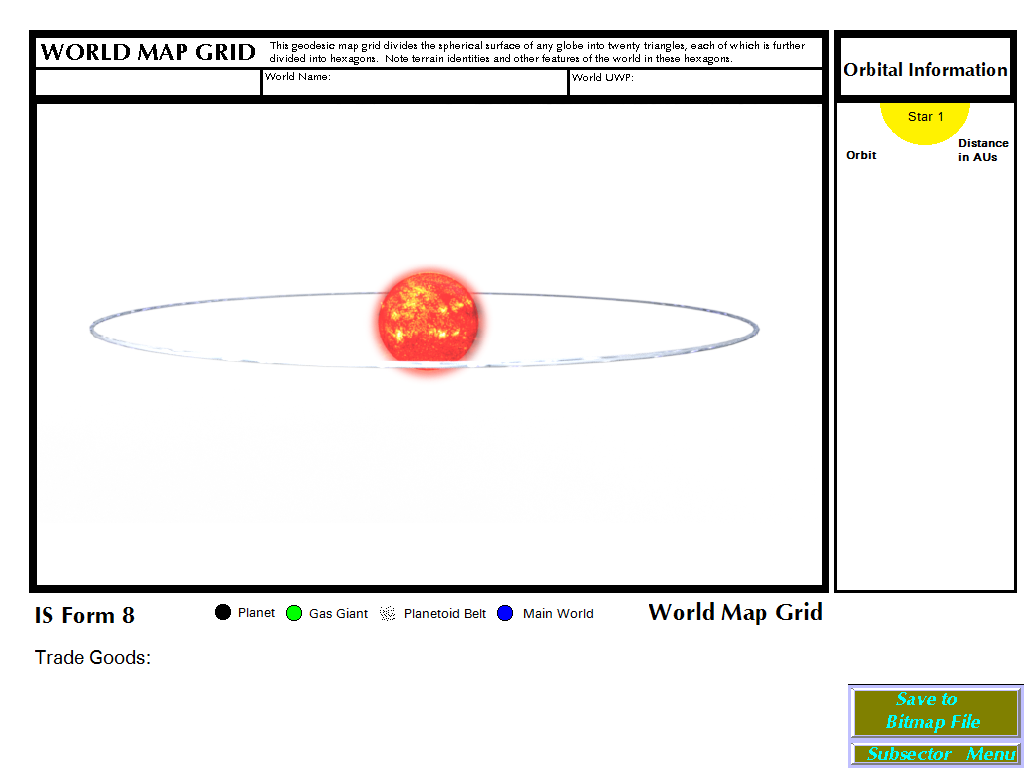 WORLD MAP GRID
This geodesic map grid divides the spherical surface of any globe into twenty triangles, each of which is further
divided into hexagons. Note terrain identities and other features of the world in these hexagons.
World Name:
World UWP:
Orbital Information
Star 1
Orbit
Distance
in AUs
IS Form 8
Planet
Gas Giant
Planetoid Belt
Main World
World Map Grid
Trade Goods:
Save to
Bitmap File
Subsector Menu